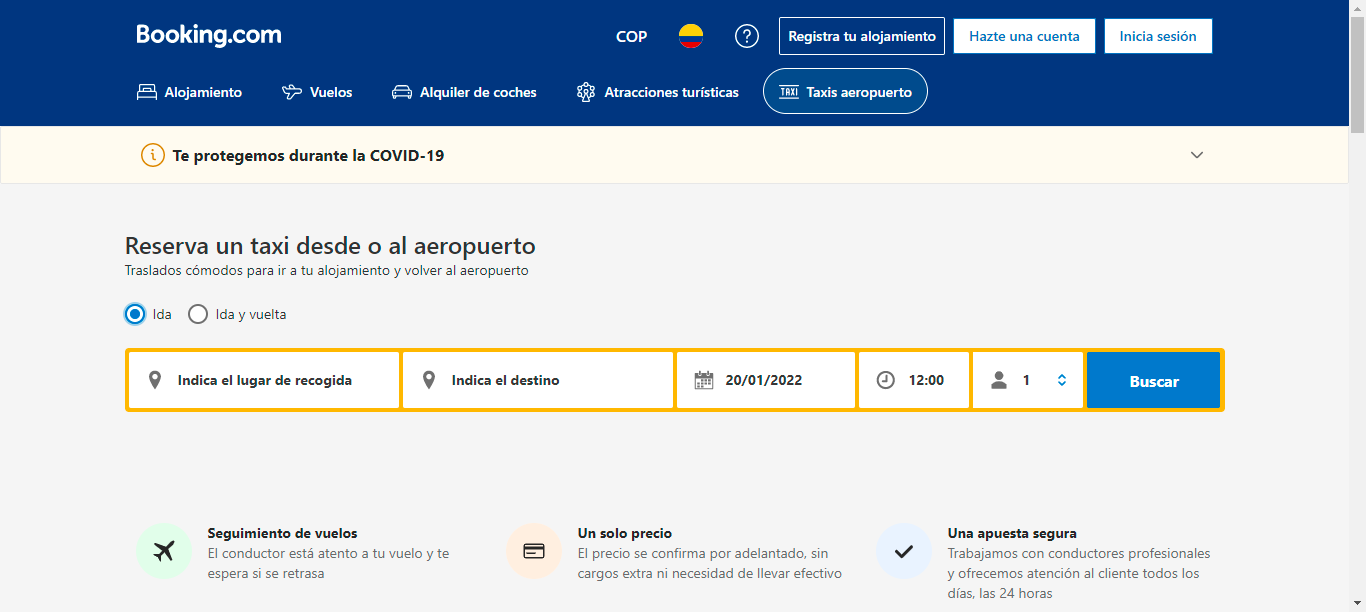 Booking.com
COP
Registra tu alojamiento
Hazte una cuenta
Inicia sesión
Alojamiento
Vuelos
Alquiler de coches
Atracciones turísticas
TAXI Taxis aeropuerto
Te protegemos durante la COVID-19
Reserva un taxi desde o al aeropuerto
Traslados cómodos para ir a tu alojamiento y volver al aeropuerto
Ida
Ida y vuelta
Indica el lugar de recogida
Indica el destino
20/01/2022
12:00
1
Buscar
Seguimiento de vuelos
El conductor está atento a tu vuelo y te
espera si se retrasa
Un solo precio
El precio se confirma por adelantado, sin
cargos extra ni necesidad de llevar efectivo
Una apuesta segura
Trabajamos con conductores profesionales
y ofrecemos atención al cliente todos los
días, las 24 horas